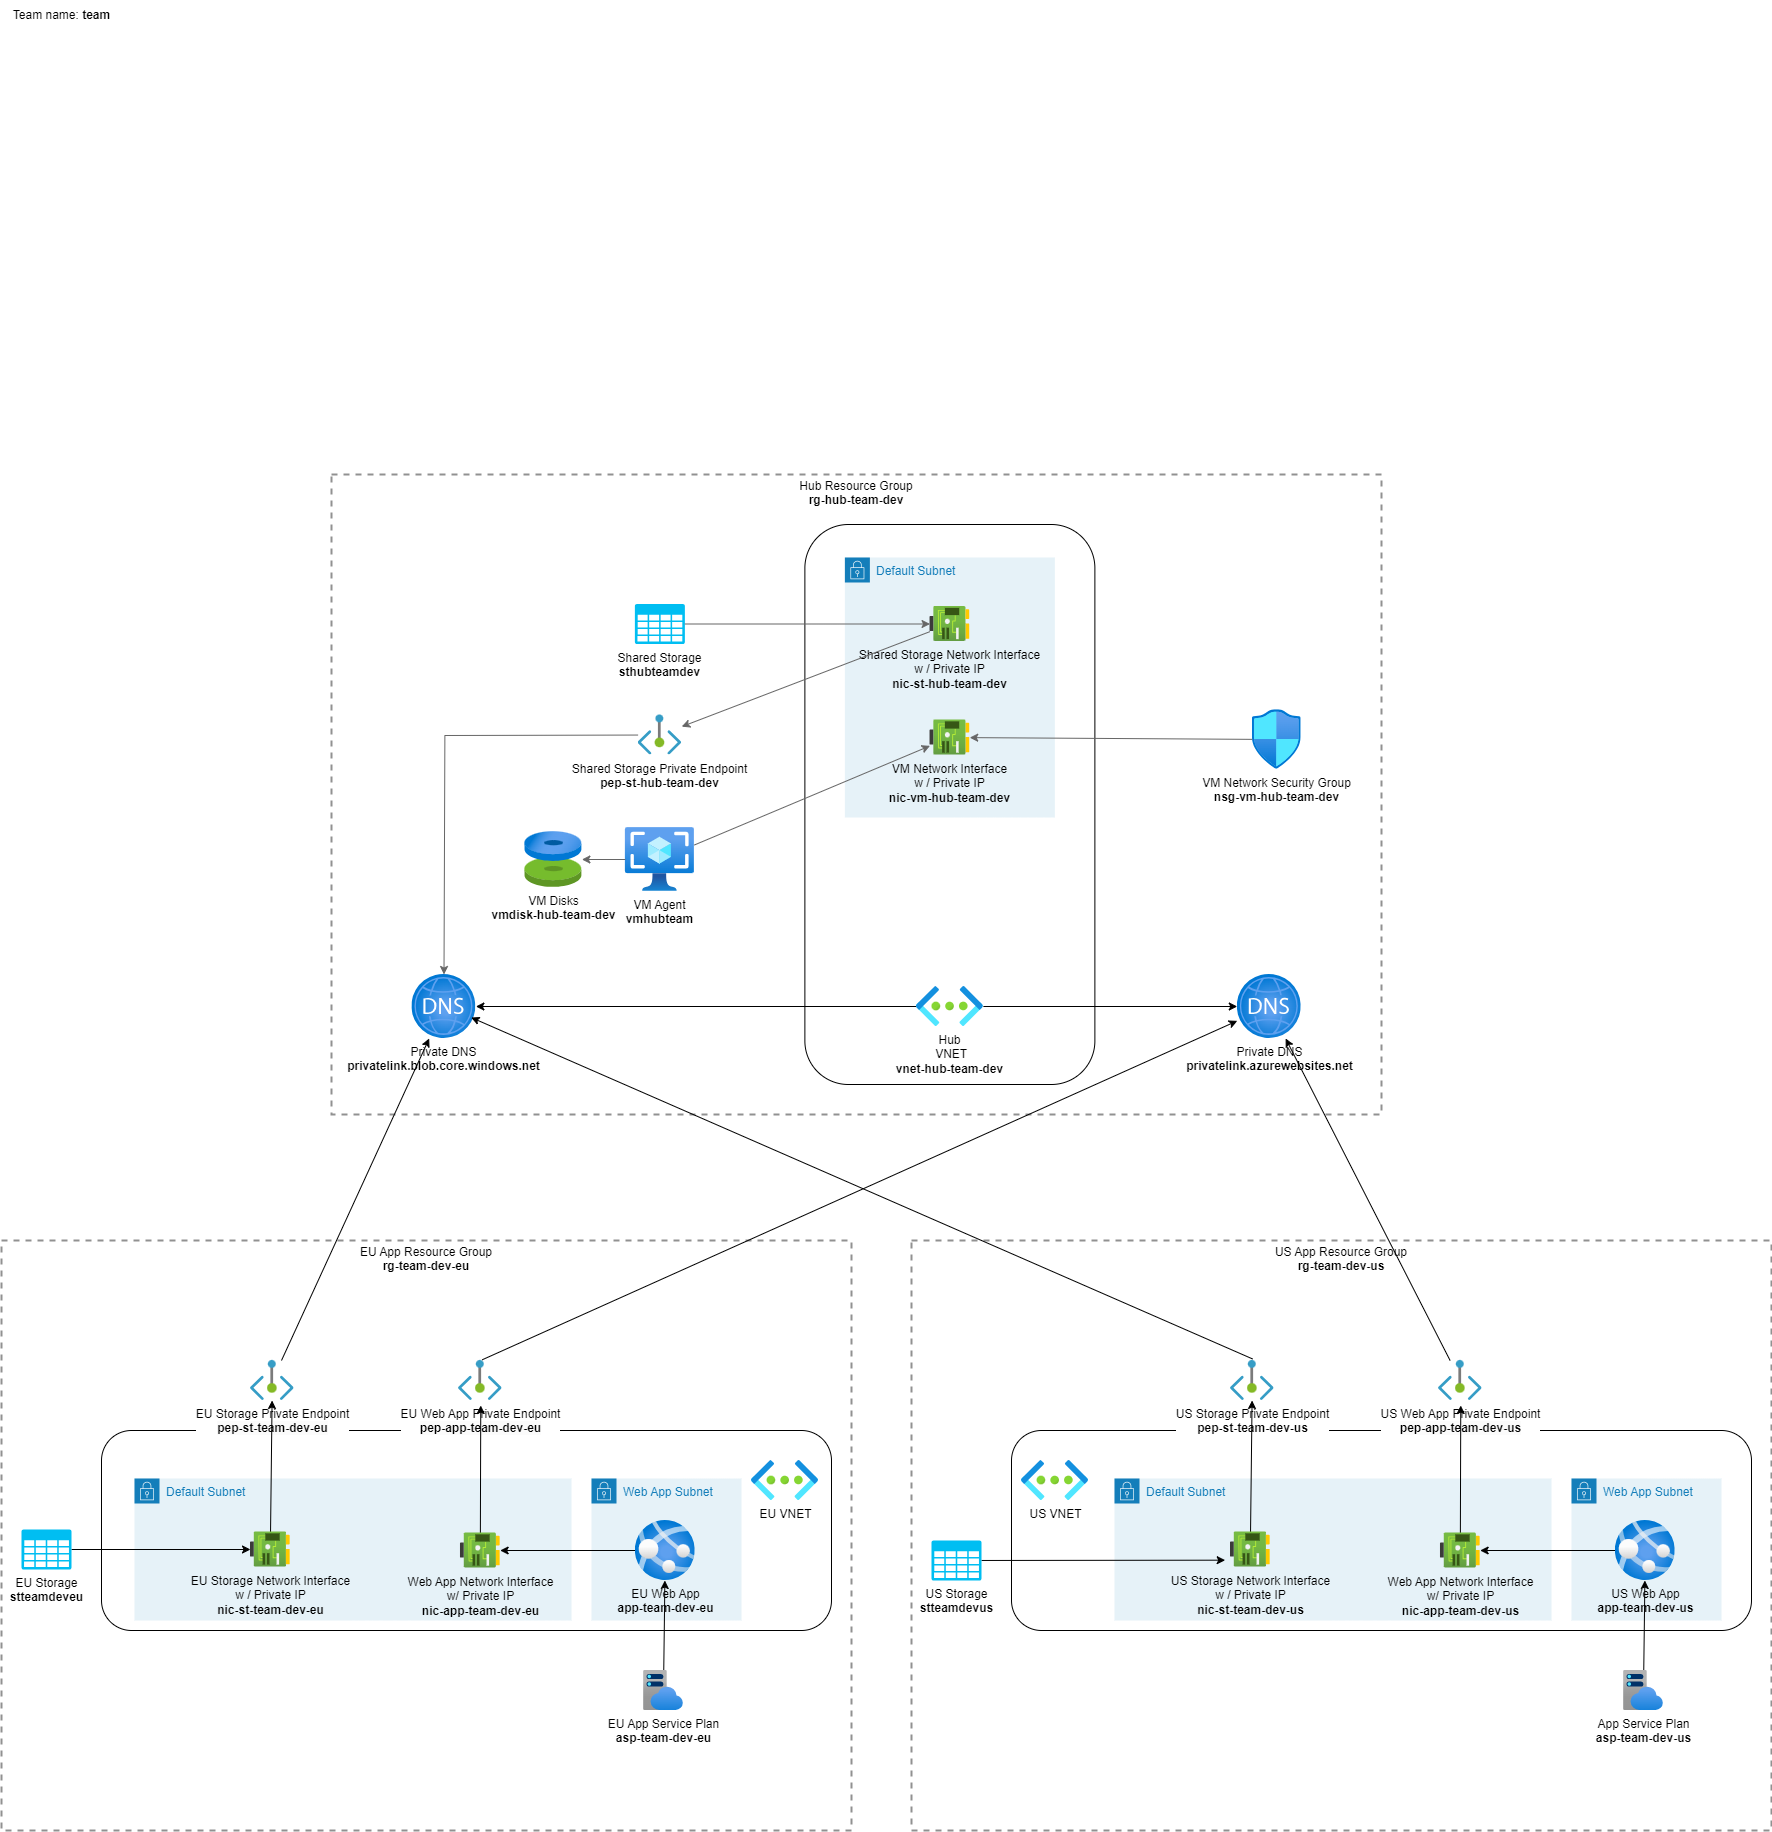 Team name: team
Hub Resource Group
rg-hub-team-dev
Default Subnet
Shared Storage
sthubteamdev
Shared Storage Network Interface
w / Private IP
nic-st-hub-team-dev
Shared Storage Private Endpoint
pep-st-hub-team-dev
VM Network Interface
w / Private IP
nic-vm-hub-team-dev
VM Network Security Group
nsg-vm-hub-team-dev
VM Disks
vmdisk-hub-team-dev
VM Agent
vmhubteam
DNS
Private DNS
privatelink.blob.core.windows.net
Hub
VNET
vnet-hub-team-dev
DNS
Private DNS
privatelink.azurewebsites.net
EU App Resource Group
rg-team-dev-eu
EU Storage Private Endpoint
pep-st-team-dev-eu
EU Web App Private Endpoint
pep-app-team-dev-eu
Default Subnet
Web App Subnet
EU VNET
EU Storage
stteamdeveu
EU Storage Network Interface
w / Private IP
nic-st-team-dev-eu
Web App Network Interface
w/ Private IP
nic-app-team-dev-eu
EU Web App
app-team-dev-eu
EU App Service Plan
asp-team-dev-eu
US App Resource Group
rg-team-dev-us
US Storage Private Endpoint
pep-st-team-dev-us
US Web App Private Endpoint
pep-app-team-dev-us
US VNET
Default Subnet
Web App Subnet
US Storage
stteamdevus
US Storage Network Interface
w / Private IP
nic-st-team-dev-us
Web App Network Interface
w/ Private IP
nic-app-team-dev-us
US Web App
app-team-dev-us
App Service Plan
asp-team-dev-us